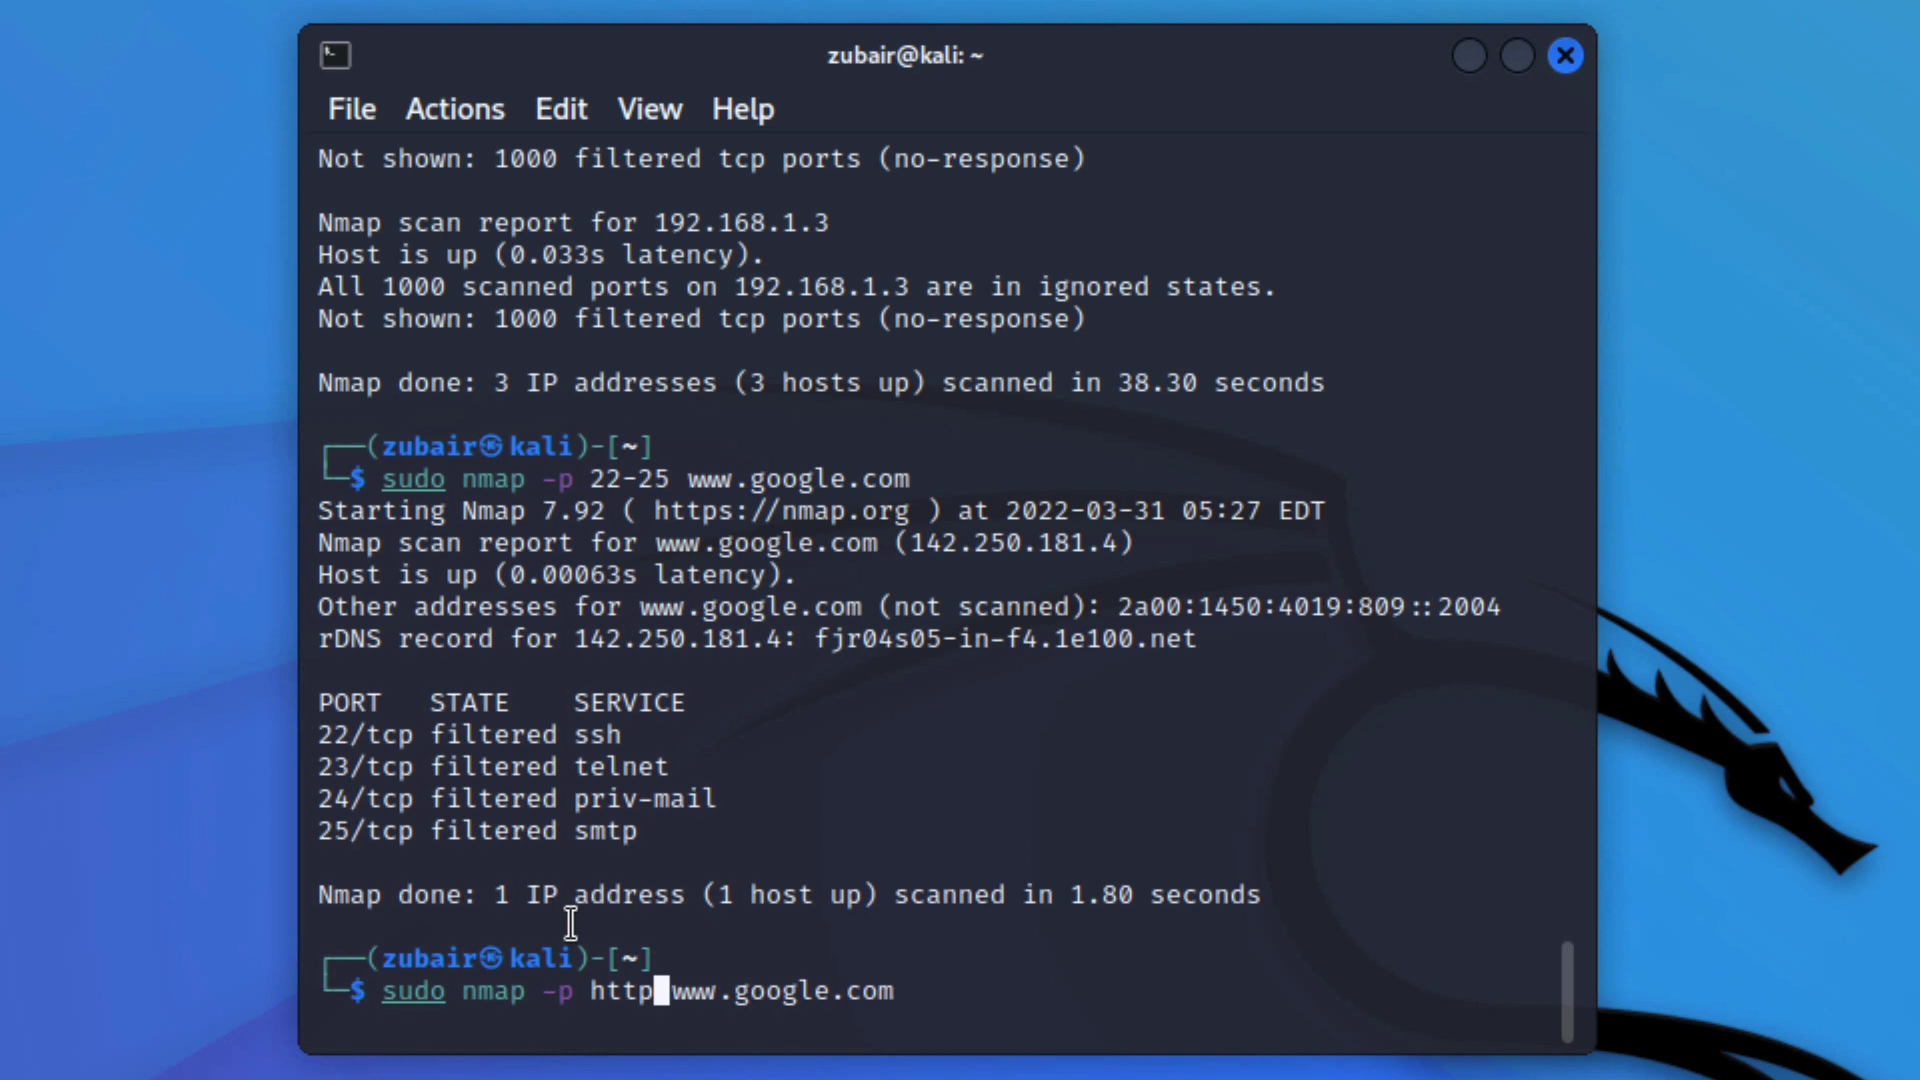 zubair@kali: ~
File Actions Edit View Help
Not shown: 1000 filtered tcp ports (no-response)
Nmap scan report for 192.168.1.3
Host is up (0.033s latency).
All 1000 scanned ports on 192.168.1.3 are in ignored states.
Not shown: 1000 filtered tcp ports (no-response)
Nmap done: 3 IP addresses (3 hosts up) scanned in 38.30 seconds
┌──(zubair㉿kali)-[~]
└─$ sudo nmap -p 22-25 www.google.com
Starting Nmap 7.92 ( https://nmap.org ) at 2022-03-31 05:27 EDT
Nmap scan report for www.google.com (142.250.181.4)
Host is up (0.00063s latency).
Other addresses for www.google.com (not scanned): 2a00:1450:4019:809::2004
rDNS record for 142.250.181.4: fjr04s05-in-f4.1e100.net
PORT   STATE    SERVICE
22/tcp filtered ssh
23/tcp filtered telnet
24/tcp filtered priv-mail
25/tcp filtered smtp
Nmap done: 1 IP address (1 host up) scanned in 1.80 seconds
┌──(zubair㉿kali)-[~]
└─$ sudo nmap -p http www.google.com